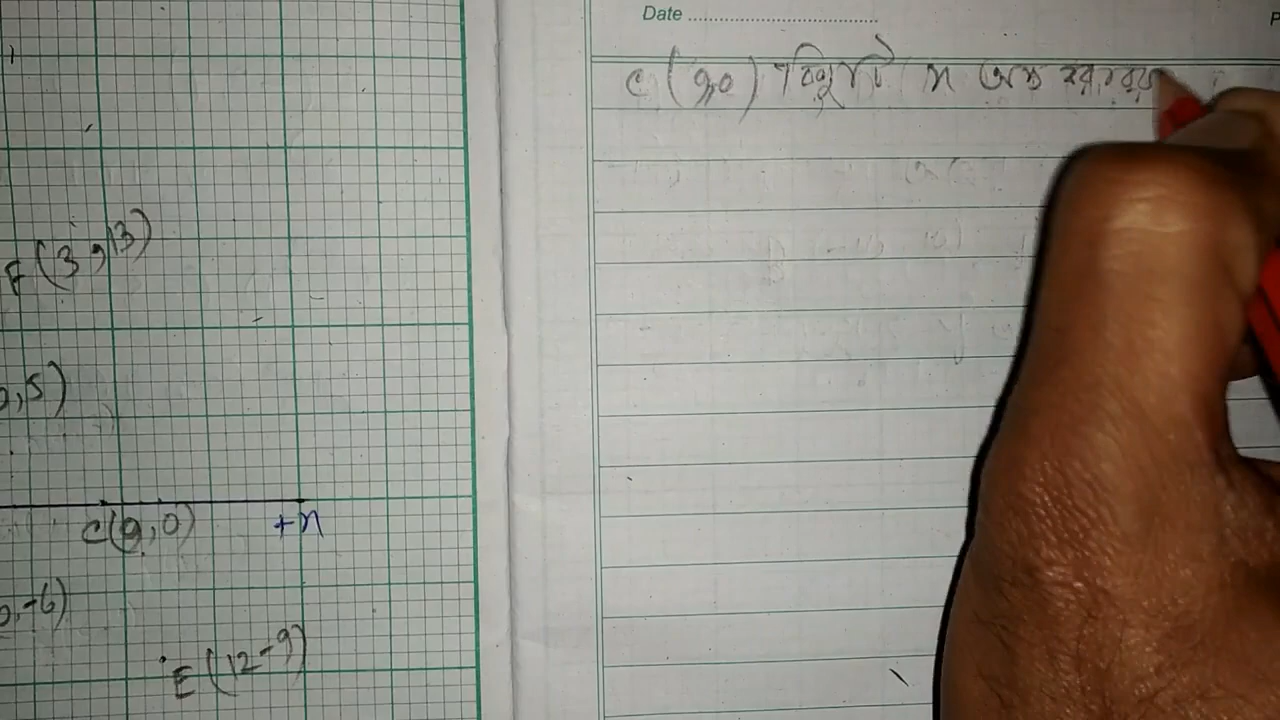 Date
C (9,0) বিন্দুটি x অক্ষ বরাবর
F (3,13)
,5)
C(9,0)
+x
,-6)
E (12-9)